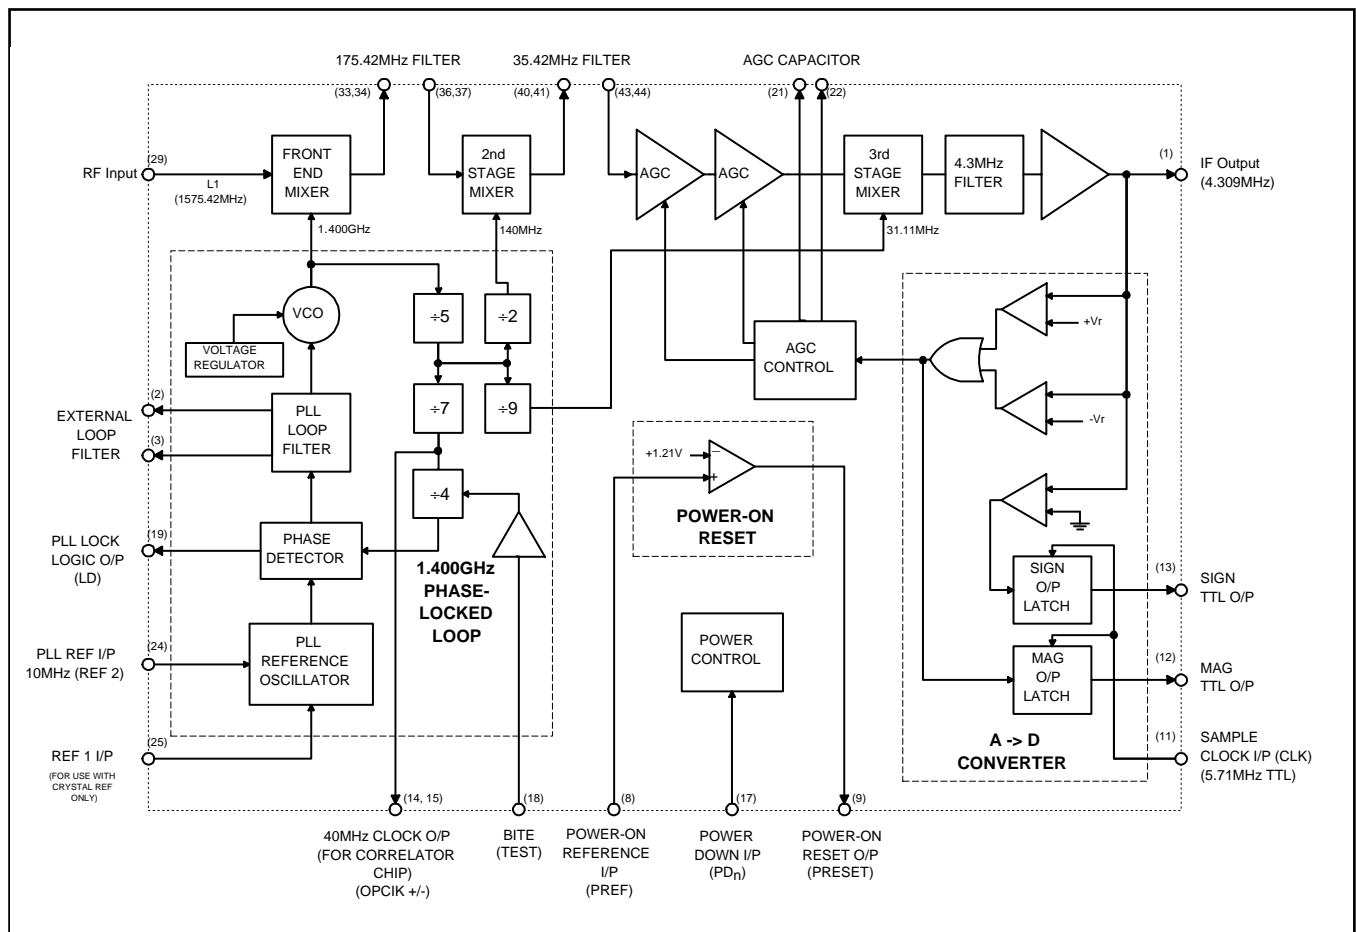 175.42MHz FILTER
35.42MHz FILTER
AGC CAPACITOR
(33,34)
(36,37)
(40,41)
(43,44)
(21)
(22)
RF Input
(29)
L1
(1575.42MHz)
FRONT
END
MIXER
2nd
STAGE
MIXER
AGC
AGC
3rd
STAGE
MIXER
4.3MHz
FILTER
(1)
IF Output
(4.309MHz)
1.400GHz
140MHz
31.11MHz
VCO
÷5
÷2
VOLTAGE
REGULATOR
AGC
CONTROL
+Vr
-Vr
(2)
EXTERNAL
LOOP
FILTER
(3)
PLL
LOOP
FILTER
÷7
÷9
÷4
+1.21V
−
+
POWER-ON
RESET
(19)
PLL LOCK
LOGIC O/P
(LD)
PHASE
DETECTOR
1.400GHz
PHASE-
LOCKED
LOOP
SIGN
O/P
LATCH
(13)
SIGN
TTL O/P
(24)
PLL REF I/P
10MHz (REF 2)
PLL
REFERENCE
OSCILLATOR
POWER
CONTROL
MAG
O/P
LATCH
(12)
MAG
TTL O/P
(25)
REF 1 I/P
(FOR USE WITH
CRYSTAL REF
ONLY)
A -> D
CONVERTER
(11)
SAMPLE
CLOCK I/P (CLK)
(5.71MHz TTL)
(14, 15)
(18)
(8)
(17)
(9)
40MHz CLOCK O/P
(FOR CORRELATOR
CHIP)
(OPCIK +/-)
BITE
(TEST)
POWER-ON
REFERENCE
I/P
(PREF)
POWER
DOWN I/P
(PDn)
POWER-ON
RESET O/P
(PRESET)